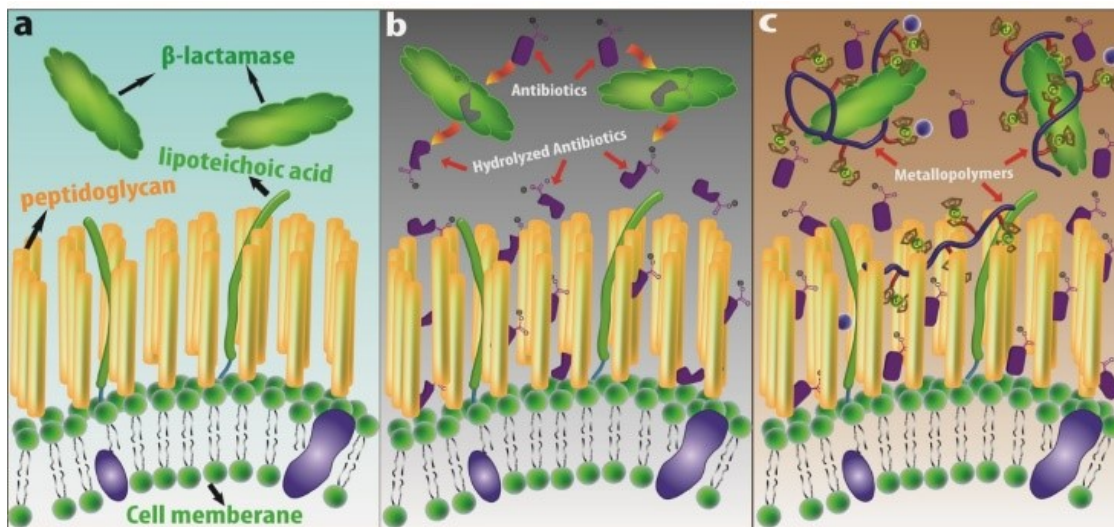 a
β-lactamase
lipoteichoic acid
peptidoglycan
Cell memberane
b
Antibiotics
Hydrolyzed Antibiotics
c
Metallopolymers